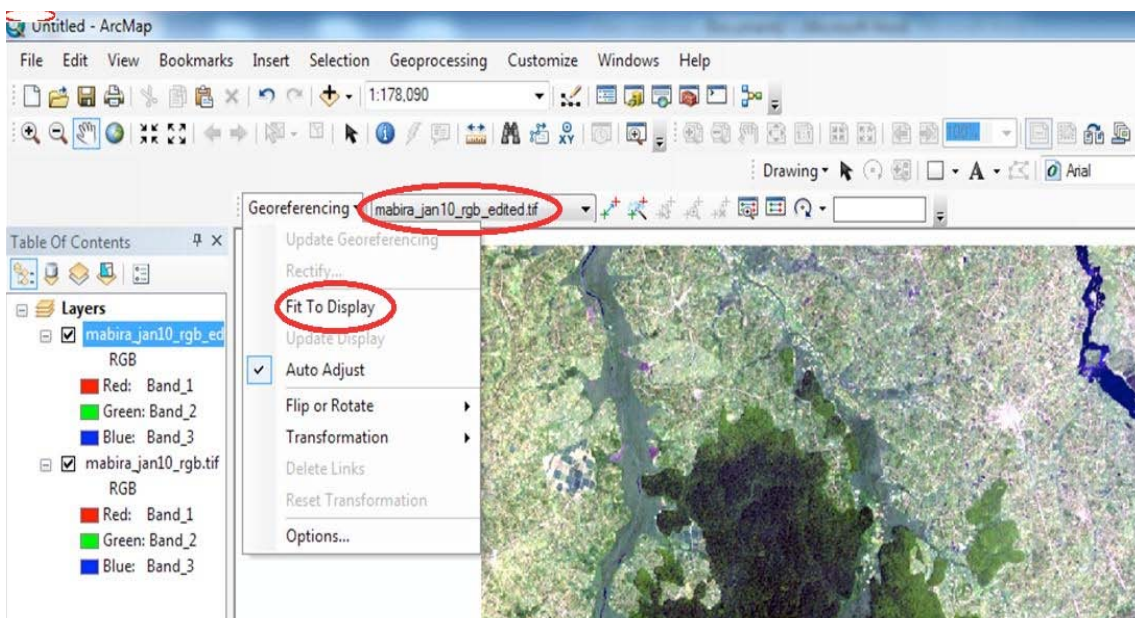 Untitled - ArcMap
File Edit View Bookmarks Insert Selection Geoprocessing Customize Windows Help
1:178,090
Drawing A Arial
Georeferencing mabira_jan10_rgb_edited.tif
Table Of Contents
Update Georeferencing
Rectify...
Fit To Display
Update Display
Auto Adjust
Flip or Rotate
Transformation
Delete Links
Reset Transformation
Options...
Layers
mabira_jan10_rgb_ed
RGB
Red: Band_1
Green: Band_2
Blue: Band_3
mabira_jan10_rgb.tif
RGB
Red: Band_1
Green: Band_2
Blue: Band_3